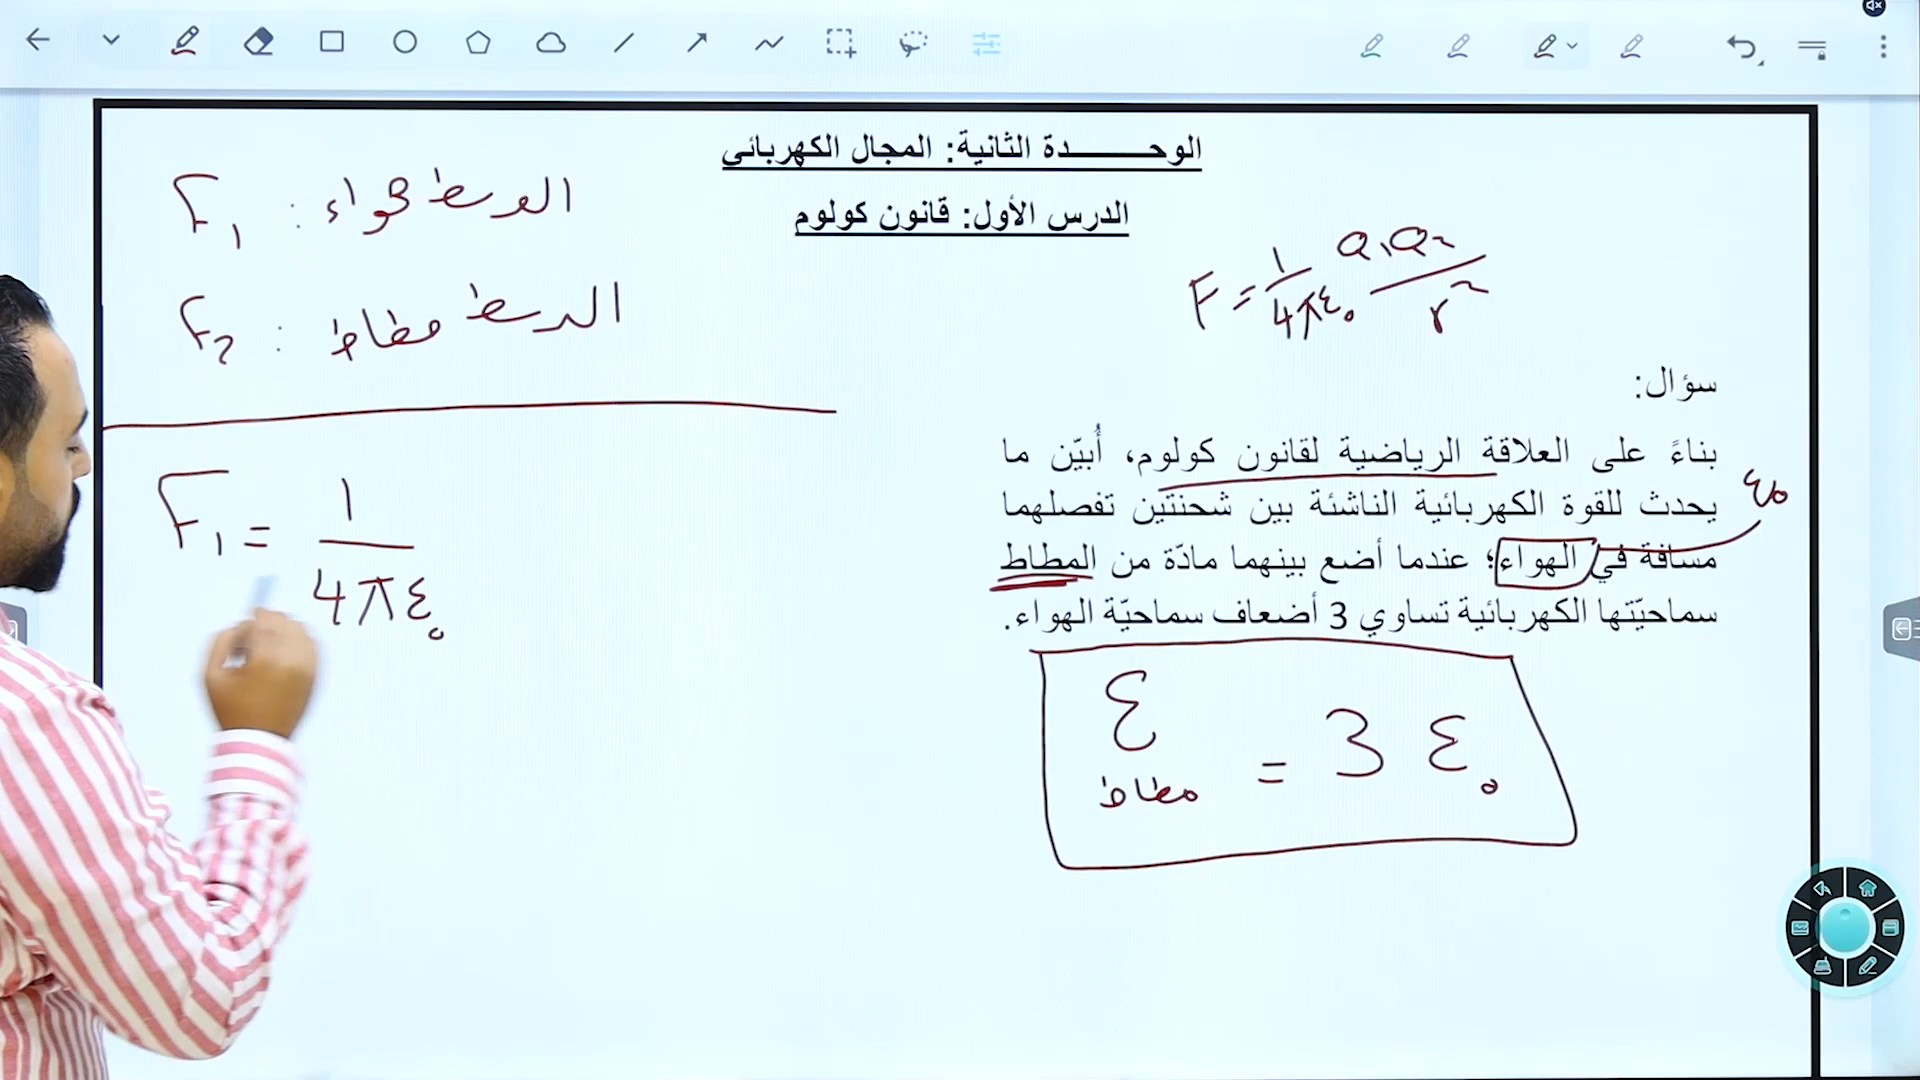 الوحـــــــدة الثانية: المجال الكهربائي
الدرس الأول: قانون كولوم
F₁ : الوسط هواء
F₂ : الوسط مطاط
F = 1/4πε₀ Q₁Q₂/r²
سؤال:
بناءً على العلاقة الرياضية لقانون كولوم، أُبيّن ما
يحدث للقوة الكهربائية الناشئة بين شحنتين تفصلهما
مسافة في الهواء؛ عندما أضع بينهما مادّة من المطاط
سماحيّتها الكهربائية تساوي 3 أضعاف سماحيّة الهواء.
ε₀
ε مطاط = 3 ε₀
F₁ = 1/4πε₀